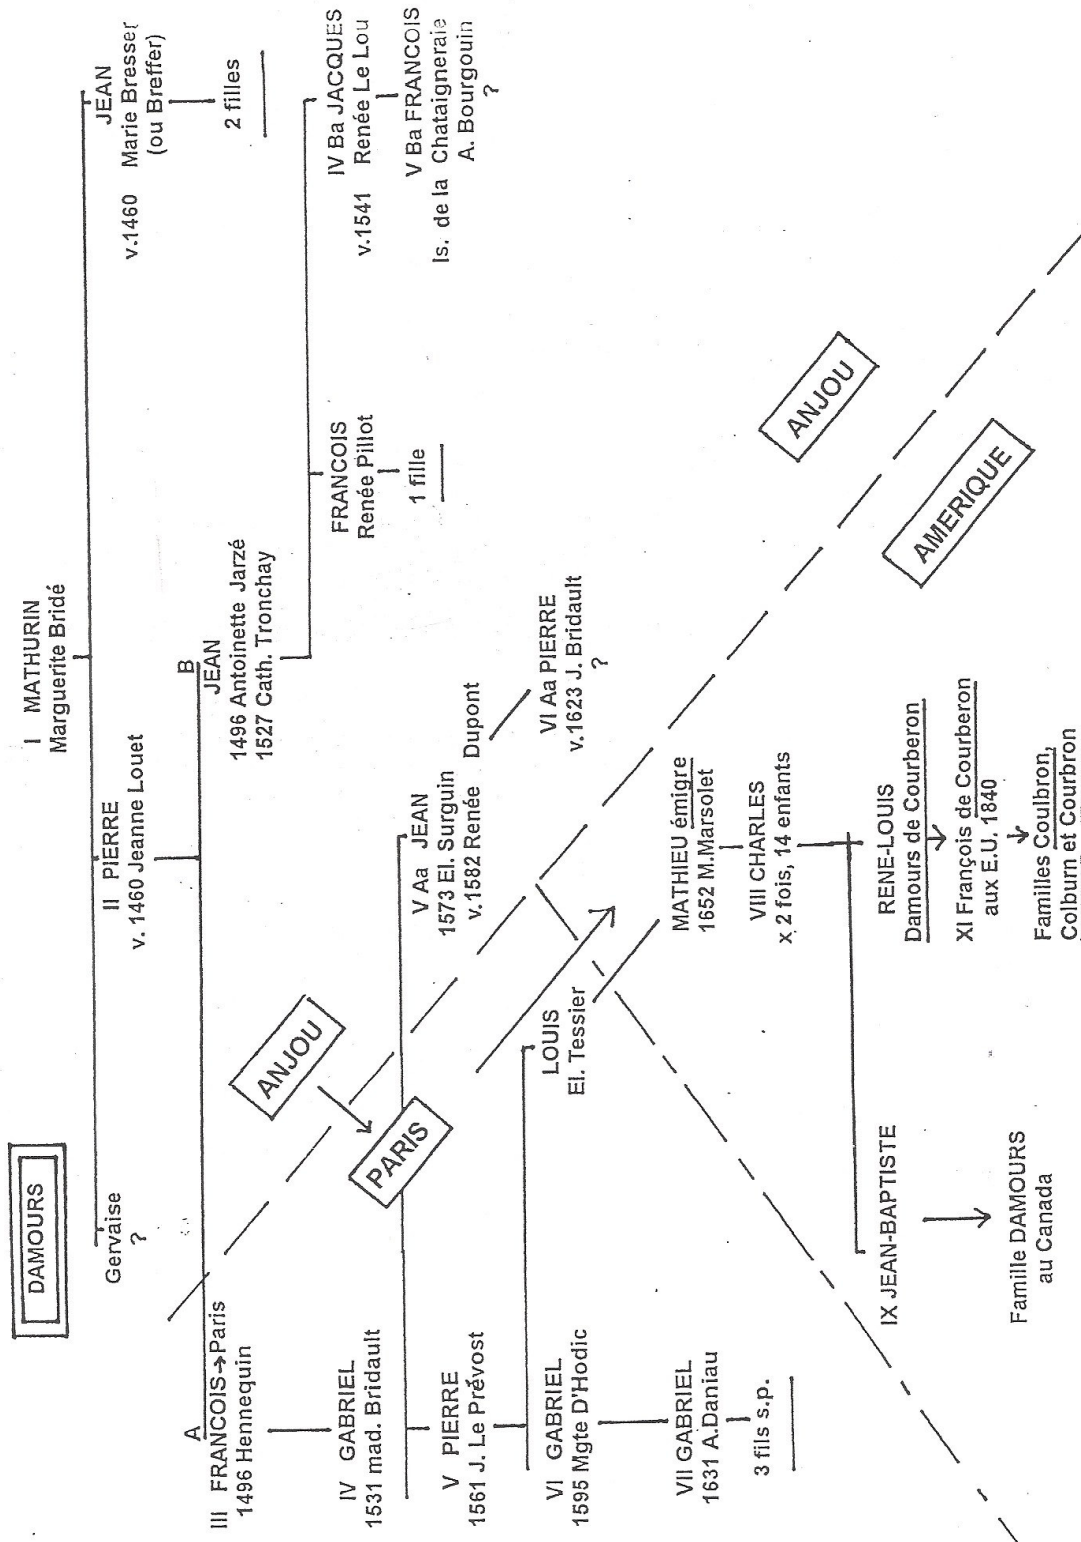 DAMOURS
I MATHURIN
Marguerite Bridé
Gervaise
?
II PIERRE
v. 1460 Jeanne Louet
JEAN
v.1460 Marie Bresser
(ou Breffer)
2 filles
A
III FRANCOIS→Paris
1496 Hennequin
B
JEAN
1496 Antoinette Jarzé
1527 Cath. Tronchay
ANJOU
PARIS
FRANCOIS
Renée Pillot
1 fille
IV Ba JACQUES
v.1541 Renée Le Lou
V Ba FRANCOIS
Is. de la Chataigneraie
A. Bourgouin
?
IV GABRIEL
1531 mad. Bridault
V PIERRE
1561 J. Le Prévost
V Aa JEAN
1573 El. Surguin
v.1582 Renée Dupont
VI Aa PIERRE
v.1623 J. Bridault
?
VI GABRIEL
1595 Mgte D'Hodic
LOUIS
El. Tessier
VII GABRIEL
1631 A.Daniau
3 fils s.p.
MATHIEU émigre
1652 M.Marsolet
VIII CHARLES
x 2 fois, 14 enfants
ANJOU
AMERIQUE
IX JEAN-BAPTISTE
Famille DAMOURS
au Canada
RENE-LOUIS
Damours de Courberon
XI François de Courberon
aux E.U. 1840
Familles Coulbron,
Colburn et Courbron